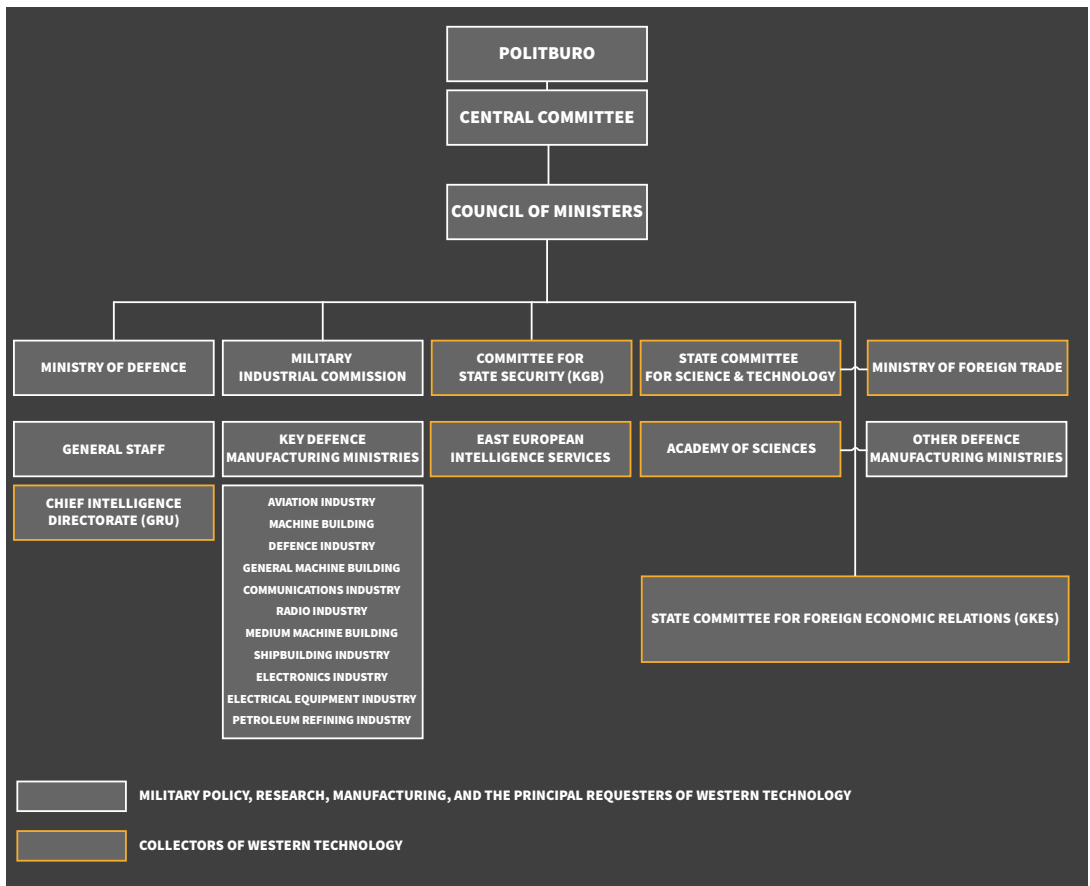 POLITBURO
CENTRAL COMMITTEE
COUNCIL OF MINISTERS
MINISTRY OF DEFENCE
MILITARY
INDUSTRIAL COMMISSION
COMMITTEE FOR
STATE SECURITY (KGB)
STATE COMMITTEE
FOR SCIENCE & TECHNOLOGY
MINISTRY OF FOREIGN TRADE
GENERAL STAFF
KEY DEFENCE
MANUFACTURING MINISTRIES
EAST EUROPEAN
INTELLIGENCE SERVICES
ACADEMY OF SCIENCES
OTHER DEFENCE
MANUFACTURING MINISTRIES
CHIEF INTELLIGENCE
DIRECTORATE (GRU)
AVIATION INDUSTRY
MACHINE BUILDING
DEFENCE INDUSTRY
GENERAL MACHINE BUILDING
COMMUNICATIONS INDUSTRY
RADIO INDUSTRY
MEDIUM MACHINE BUILDING
SHIPBUILDING INDUSTRY
ELECTRONICS INDUSTRY
ELECTRICAL EQUIPMENT INDUSTRY
PETROLEUM REFINING INDUSTRY
STATE COMMITTEE FOR FOREIGN ECONOMIC RELATIONS (GKES)
MILITARY POLICY, RESEARCH, MANUFACTURING, AND THE PRINCIPAL REQUESTERS OF WESTERN TECHNOLOGY
COLLECTORS OF WESTERN TECHNOLOGY